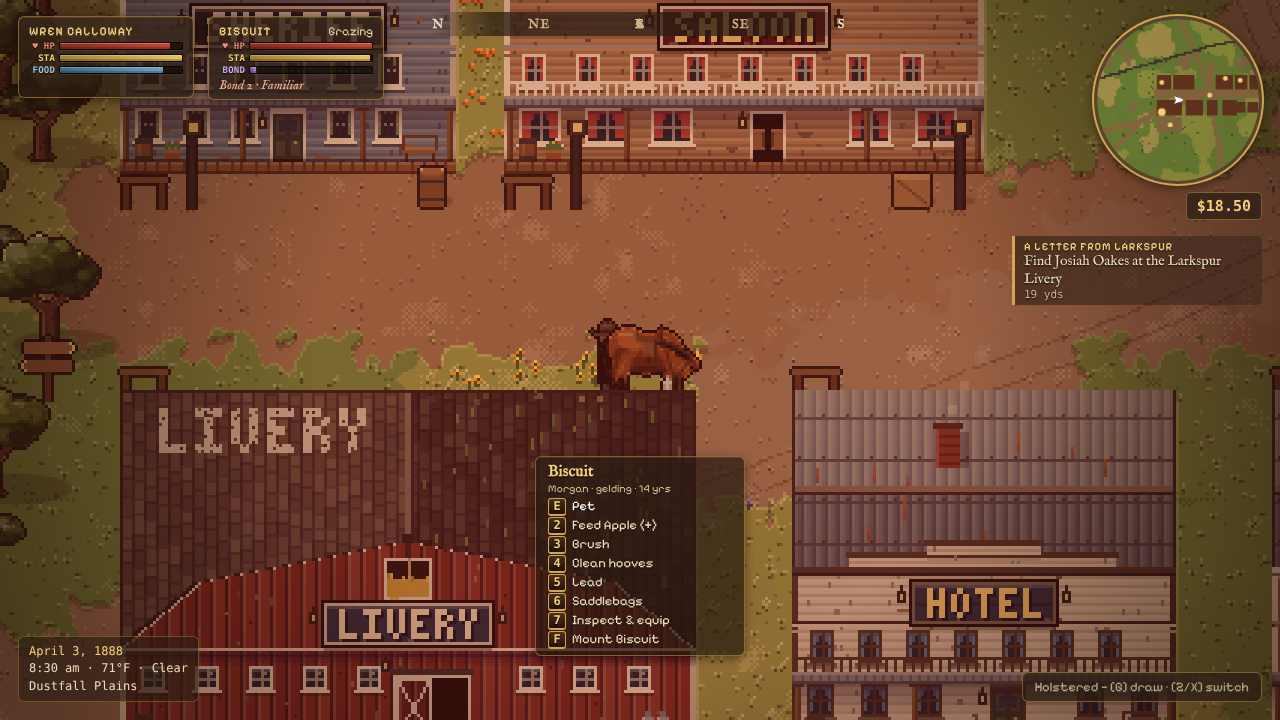 WREN CALLOWAY
♥ HP
STA
FOOD
BISCUIT Grazing
♥ HP
STA
BOND
Bond 2 · Familiar
N NE SE S
SALOON
$18.50
A LETTER FROM LARKSPUR
Find Josiah Oakes at the Larkspur
Livery
19 yds
LIVERY
Biscuit
Morgan · gelding · 14 yrs
E Pet
2 Feed Apple (+)
3 Brush
4 Clean hooves
5 Lead
6 Saddlebags
7 Inspect & equip
F Mount Biscuit
LIVERY
HOTEL
April 3, 1888
8:30 am · 71°F · Clear
Dustfall Plains
Holstered – (G) draw · (Z/X) switch